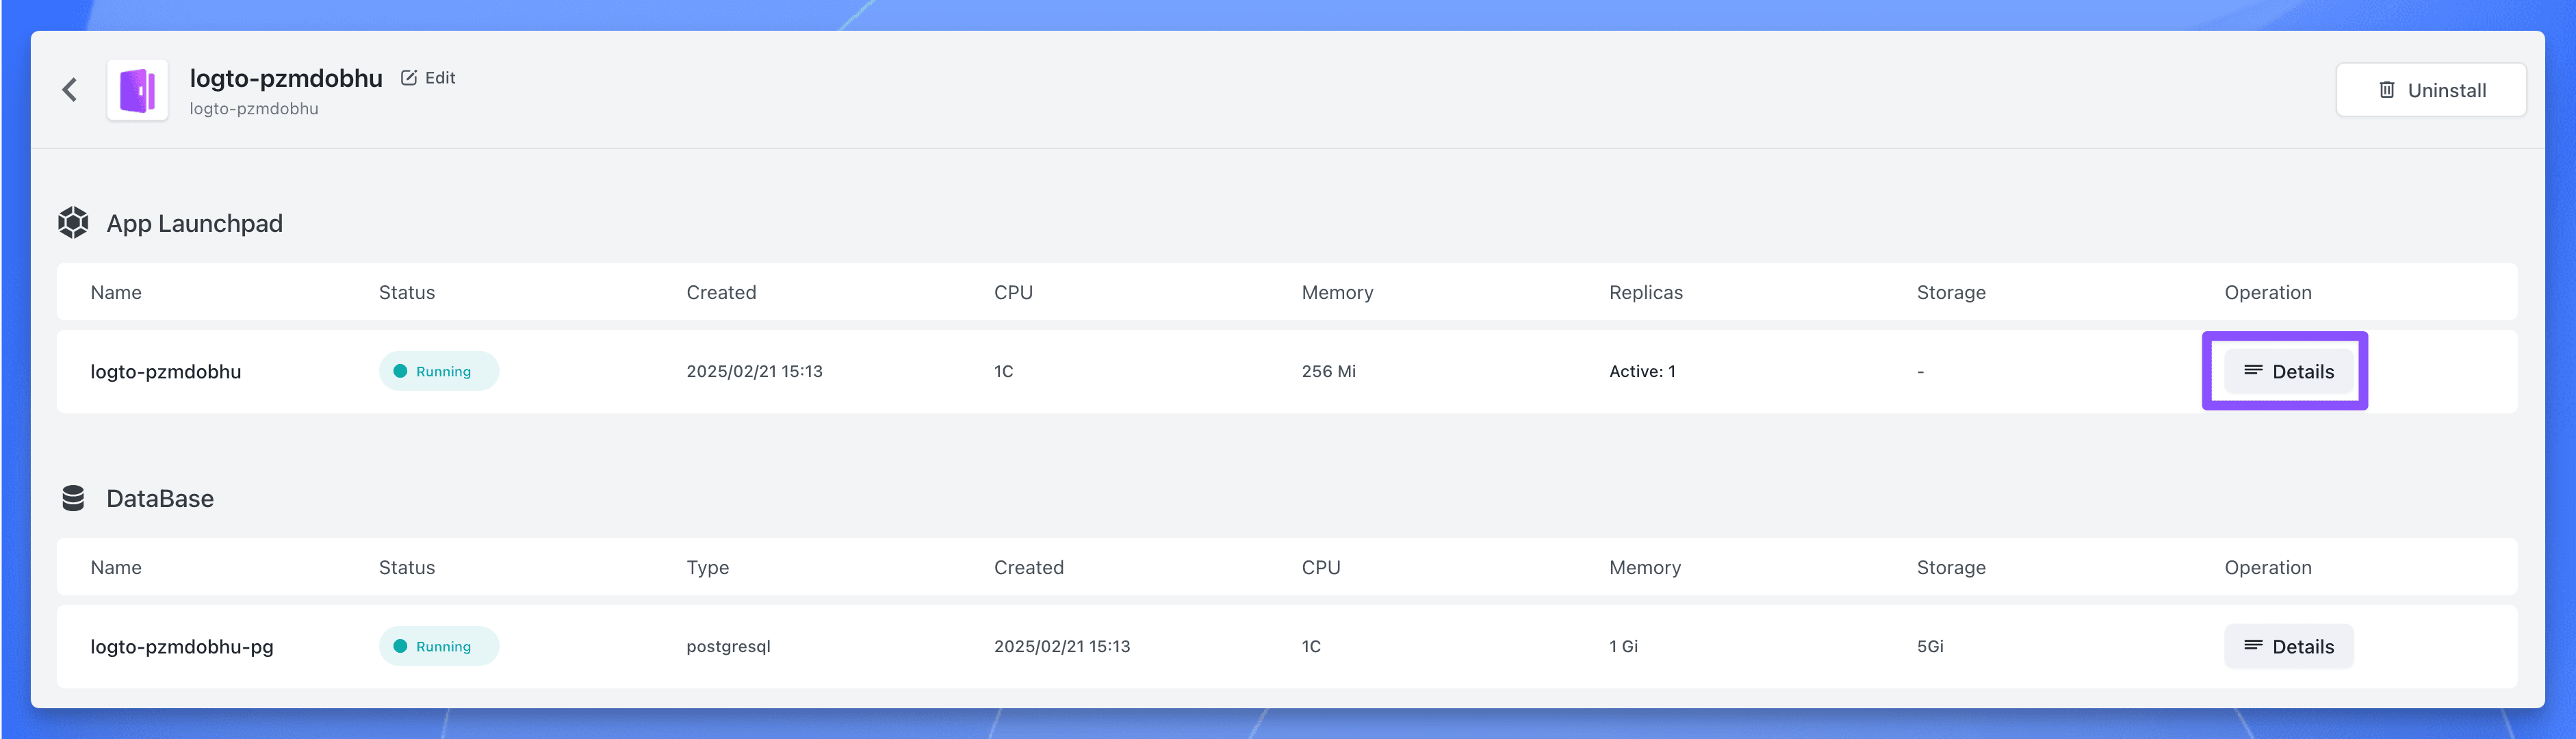 logto-pzmdobhu Edit
logto-pzmdobhu
Uninstall
App Launchpad
Name Status Created CPU Memory Replicas Storage Operation
logto-pzmdobhu Running 2025/02/21 15:13 1C 256 Mi Active: 1 - Details
DataBase
Name Status Type Created CPU Memory Storage Operation
logto-pzmdobhu-pg Running postgresql 2025/02/21 15:13 1C 1 Gi 5Gi Details